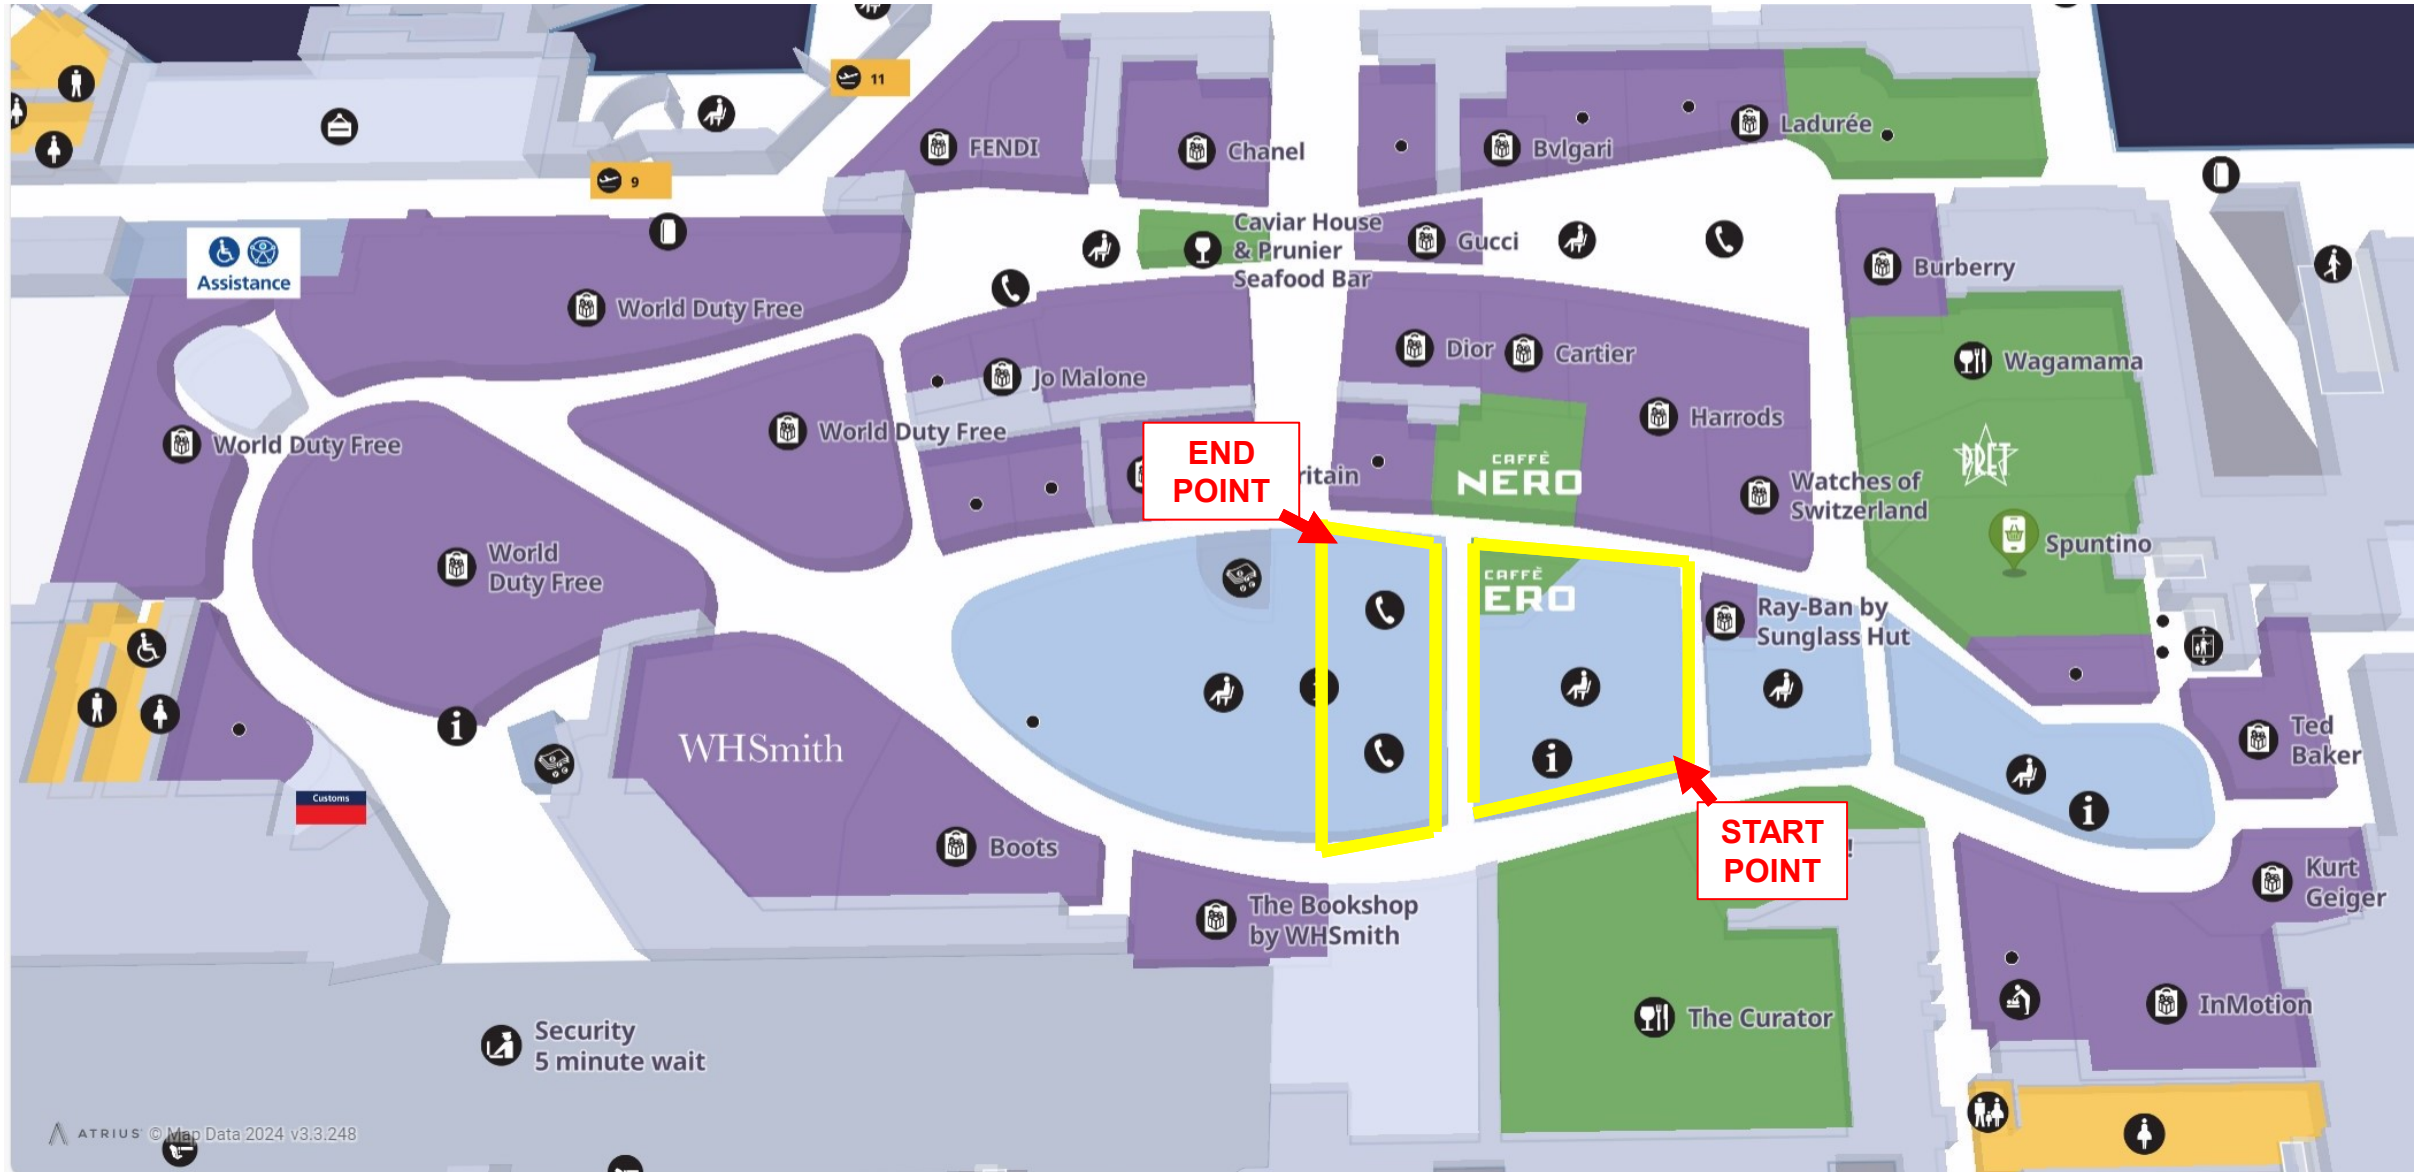 11
FENDI
Chanel
Bvlgari
Ladurée
9
Caviar House
& Prunier
Seafood Bar
Gucci
Burberry
Assistance
World Duty Free
Dior
Cartier
Wagamama
Jo Malone
Harrods
World Duty Free
World Duty Free
END
POINT
ritain
CAFFÈ
NERO
PRET
Watches of
Switzerland
Spuntino
World
Duty Free
CAFFÈ
ERO
Ray-Ban by
Sunglass Hut
WHSmith
Ted
Baker
Customs
START
POINT
!
Boots
The Bookshop
by WHSmith
Kurt
Geiger
InMotion
The Curator
Security
5 minute wait
ATRIUS © Map Data 2024 v3.3.248